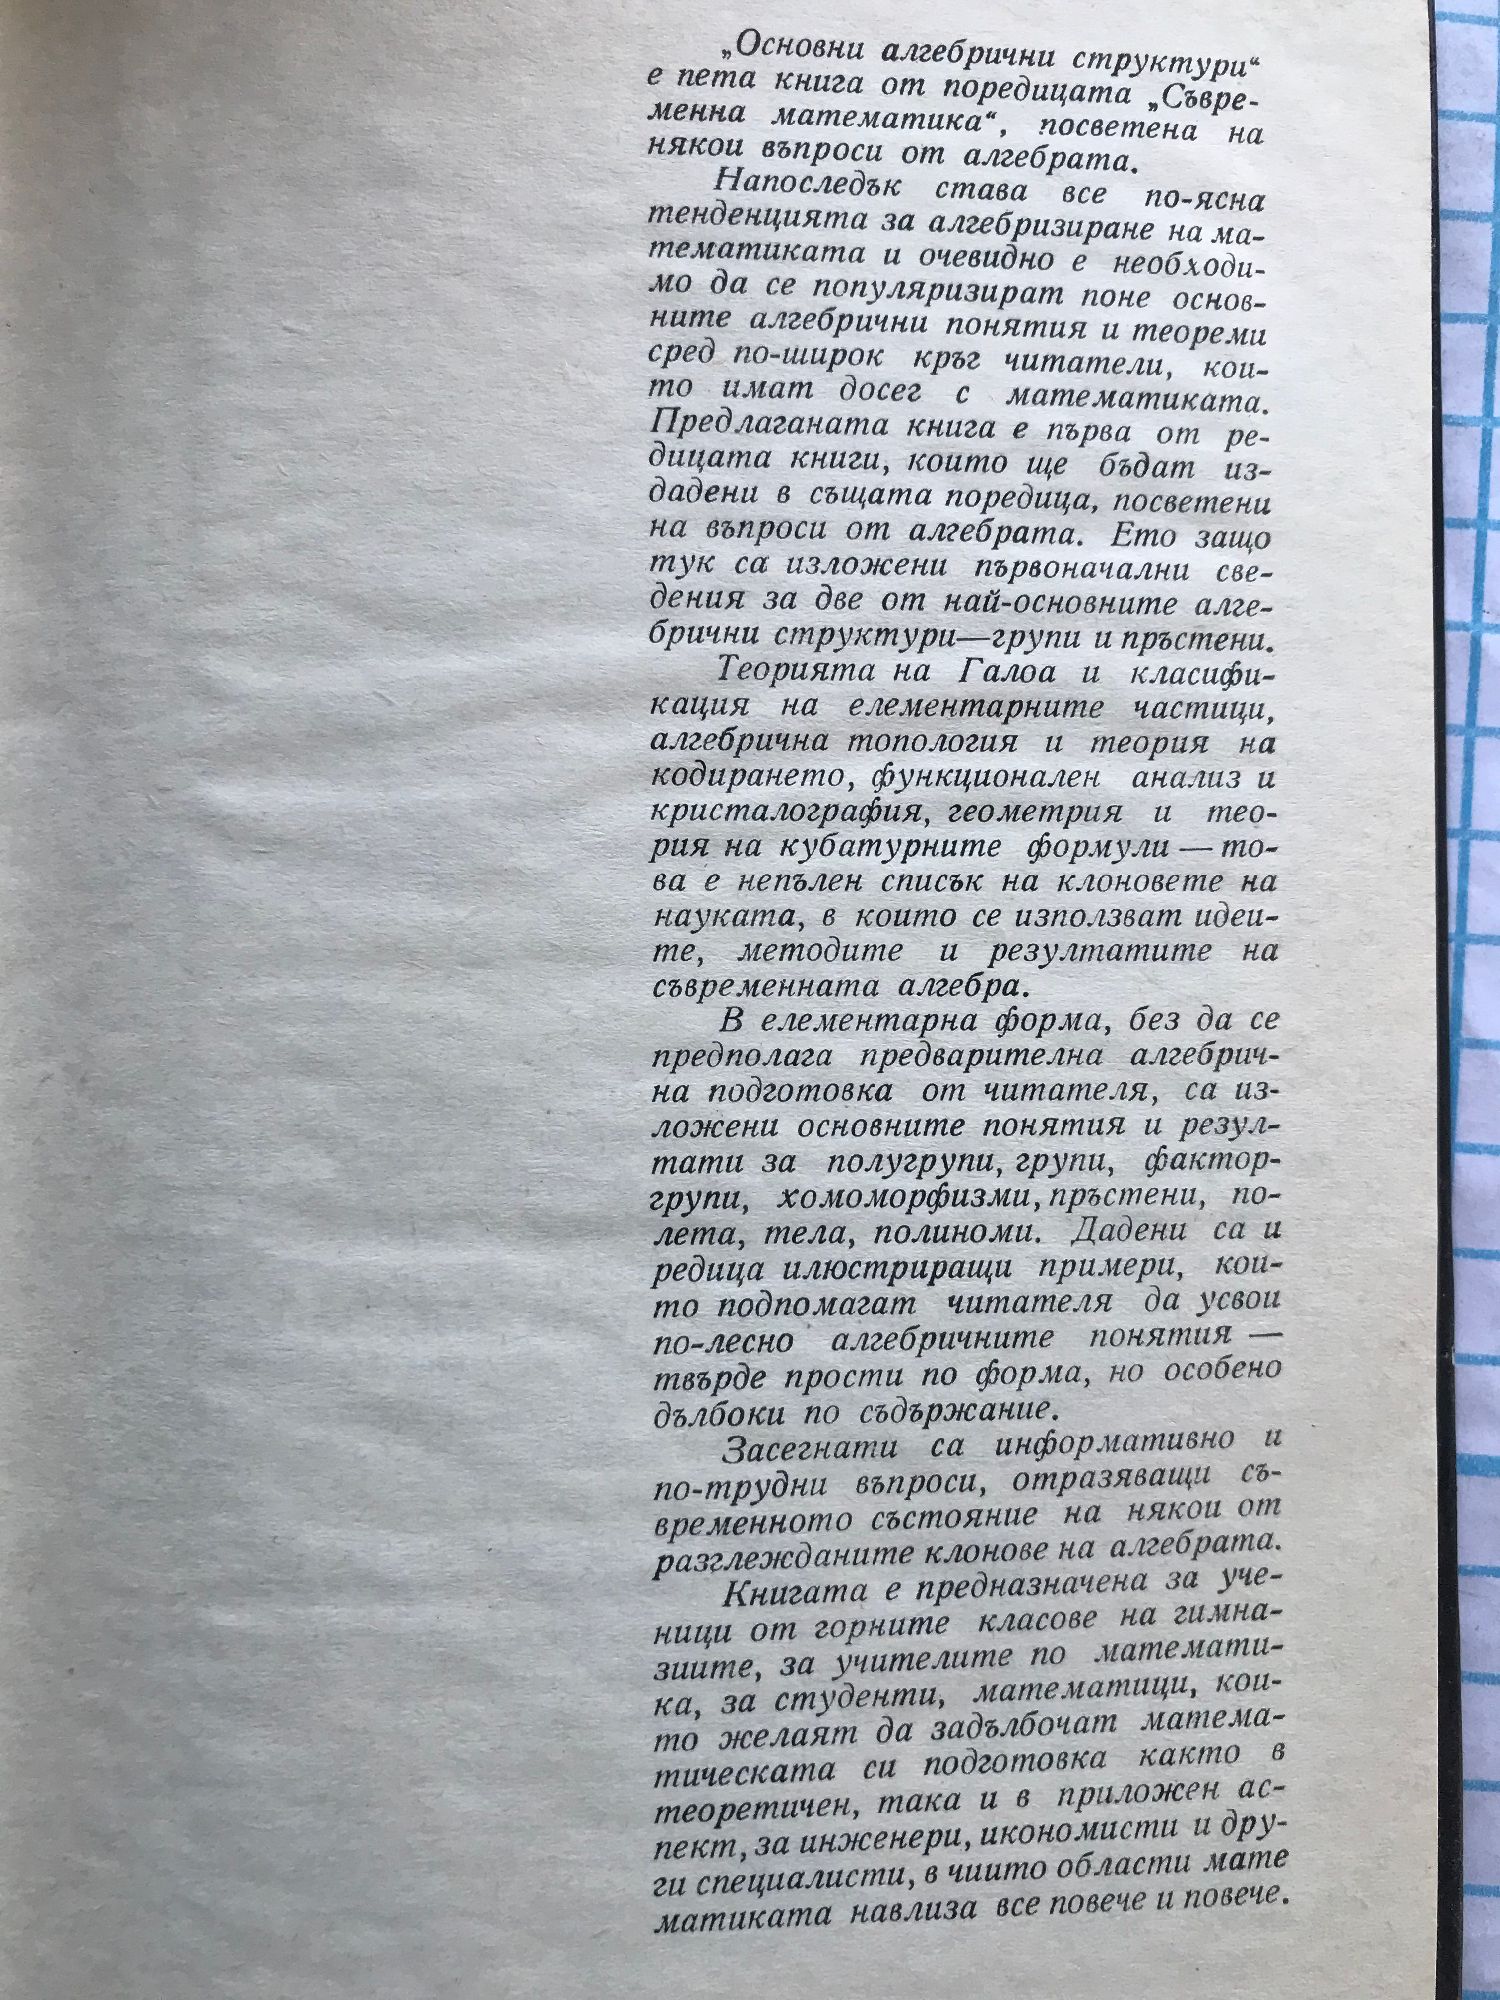 „Основни алгебрични структури“
е пета книга от поредицата „Съвре-
менна математика“, посветена на
някои въпроси от алгебрата.
Напоследък става все по-ясна
тенденцията за алгебризиране на ма-
тематиката и очевидно е необходи-
мо да се популяризират поне основ-
ните алгебрични понятия и теореми
сред по-широк кръг читатели, кои-
то имат досег с математиката.
Предлаганата книга е първа от ре-
дицата книги, които ще бъдат из-
дадени в същата поредица, посветени
на въпроси от алгебрата. Ето защо
тук са изложени първоначални све-
дения за две от най-основните алге-
брични структури—групи и пръстени.
Теорията на Галоа и класифи-
кация на елементарните частици,
алгебрична топология и теория на
кодирането, функционален анализ и
кристалография, геометрия и тео-
рия на кубатурните формули — то-
ва е непълен списък на клоновете на
науката, в които се използват идеи-
те, методите и резултатите на
съвременната алгебра.
В елементарна форма, без да се
предполага предварителна алгебрич-
на подготовка от читателя, са из-
ложени основните понятия и резул-
тати за полугрупи, групи, фактор-
групи, хомоморфизми, пръстени, по-
лета, тела, полиноми. Дадени са и
редица илюстриращи примери, кои-
то подпомагат читателя да усвои
по-лесно алгебричните понятия —
твърде прости по форма, но особено
дълбоки по съдържание.
Засегнати са информативно и
по-трудни въпроси, отразяващи съ-
временното състояние на някои от
разглежданите клонове на алгебрата.
Книгата е предназначена за уче-
ници от горните класове на гимна-
зиите, за учителите по математи-
ка, за студенти, математици, кои-
то желаят да задълбочат матема-
тическата си подготовка както в
теоретичен, така и в приложен ас-
пект, за инженери, икономисти и дру-
ги специалисти, в чиито области мате
матиката навлиза все повече и повече.